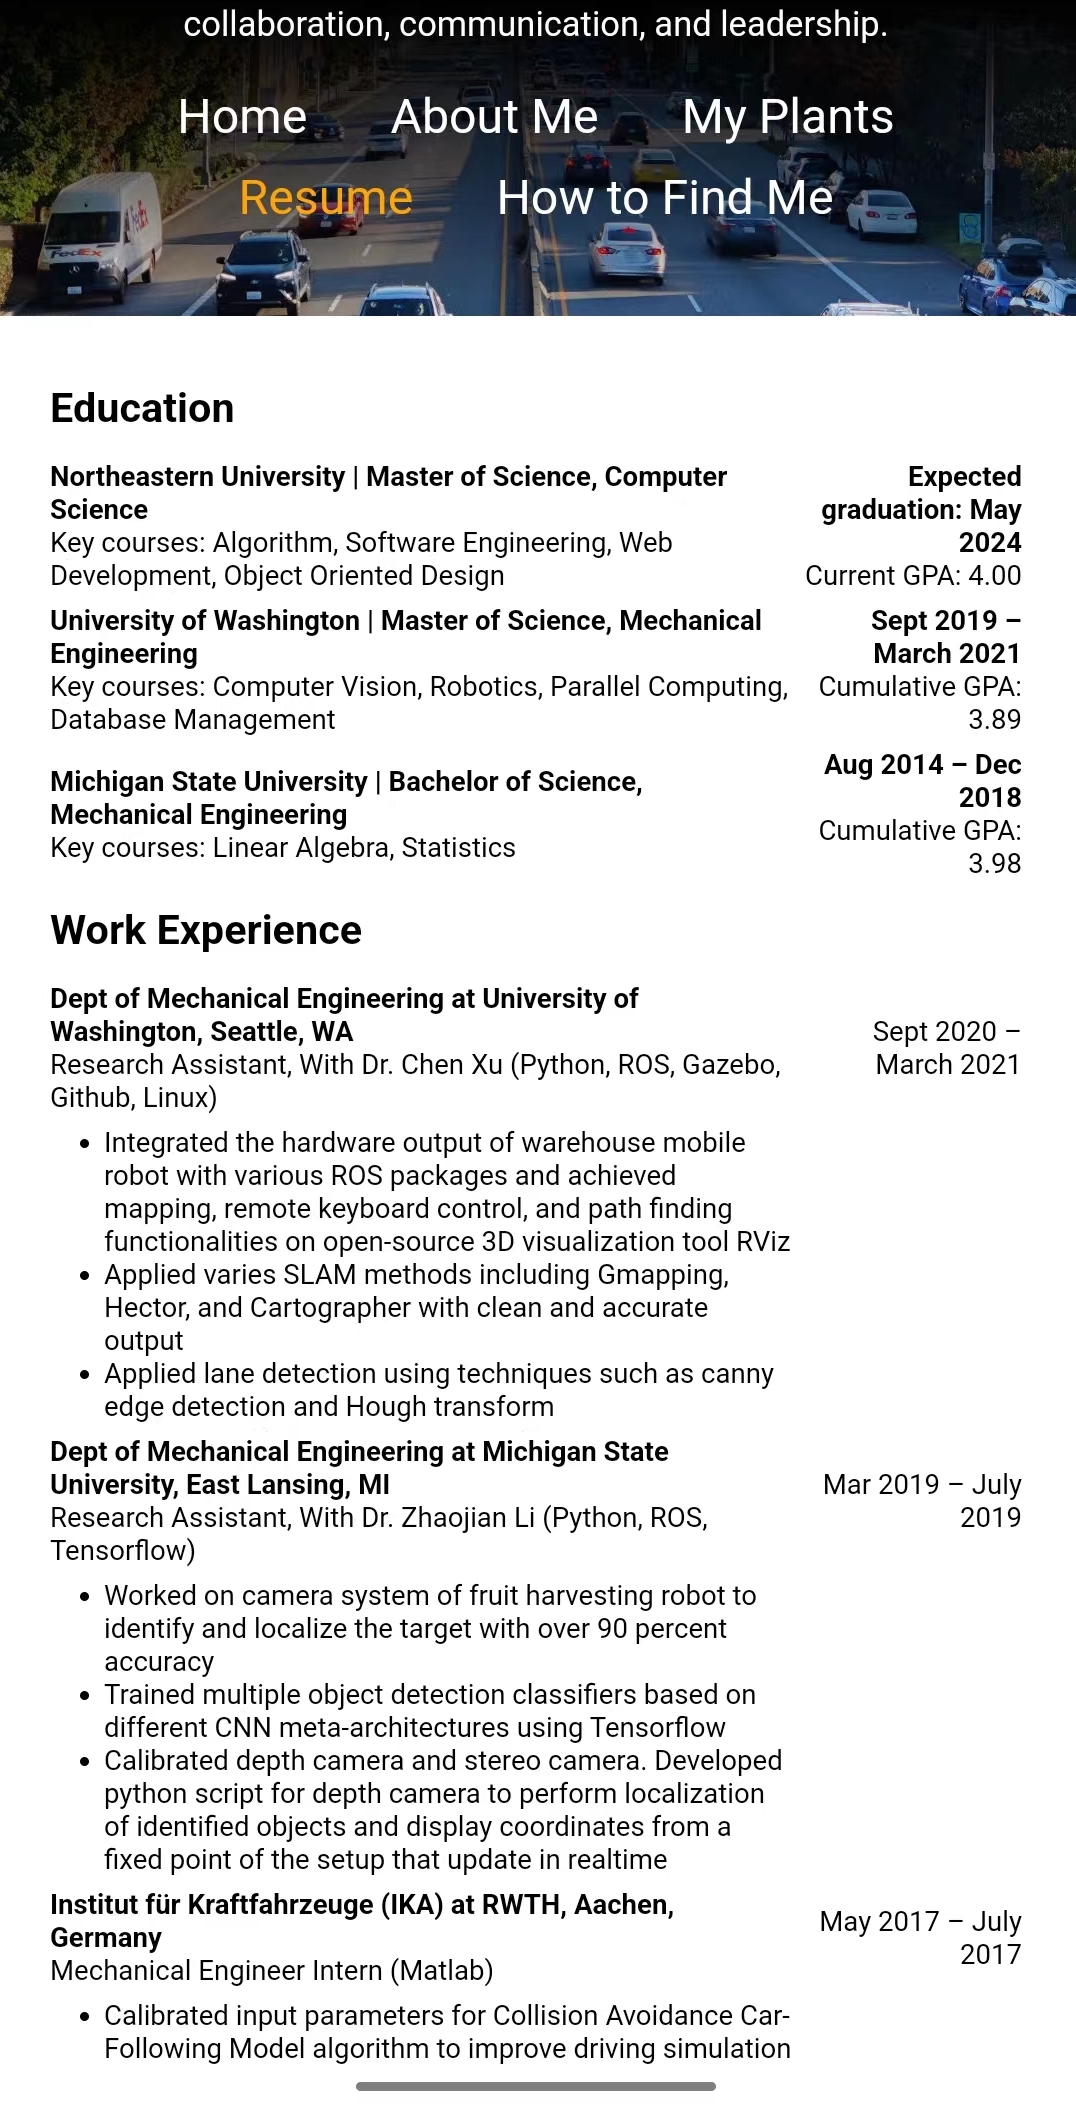 collaboration, communication, and leadership.
Home About Me My Plants
Resume How to Find Me
FedEx
FedEx
Education
Northeastern University | Master of Science, Computer
Science
Key courses: Algorithm, Software Engineering, Web
Development, Object Oriented Design
Expected
graduation: May
2024
Current GPA: 4.00
University of Washington | Master of Science, Mechanical
Engineering
Key courses: Computer Vision, Robotics, Parallel Computing,
Database Management
Sept 2019 –
March 2021
Cumulative GPA:
3.89
Michigan State University | Bachelor of Science,
Mechanical Engineering
Key courses: Linear Algebra, Statistics
Aug 2014 – Dec
2018
Cumulative GPA:
3.98
Work Experience
Dept of Mechanical Engineering at University of
Washington, Seattle, WA
Research Assistant, With Dr. Chen Xu (Python, ROS, Gazebo,
Github, Linux)
Sept 2020 –
March 2021
• Integrated the hardware output of warehouse mobile
robot with various ROS packages and achieved
mapping, remote keyboard control, and path finding
functionalities on open-source 3D visualization tool RViz
• Applied varies SLAM methods including Gmapping,
Hector, and Cartographer with clean and accurate
output
• Applied lane detection using techniques such as canny
edge detection and Hough transform
Dept of Mechanical Engineering at Michigan State
University, East Lansing, MI
Research Assistant, With Dr. Zhaojian Li (Python, ROS,
Tensorflow)
Mar 2019 – July
2019
• Worked on camera system of fruit harvesting robot to
identify and localize the target with over 90 percent
accuracy
• Trained multiple object detection classifiers based on
different CNN meta-architectures using Tensorflow
• Calibrated depth camera and stereo camera. Developed
python script for depth camera to perform localization
of identified objects and display coordinates from a
fixed point of the setup that update in realtime
Institut für Kraftfahrzeuge (IKA) at RWTH, Aachen,
Germany
Mechanical Engineer Intern (Matlab)
May 2017 – July
2017
• Calibrated input parameters for Collision Avoidance Car-
Following Model algorithm to improve driving simulation